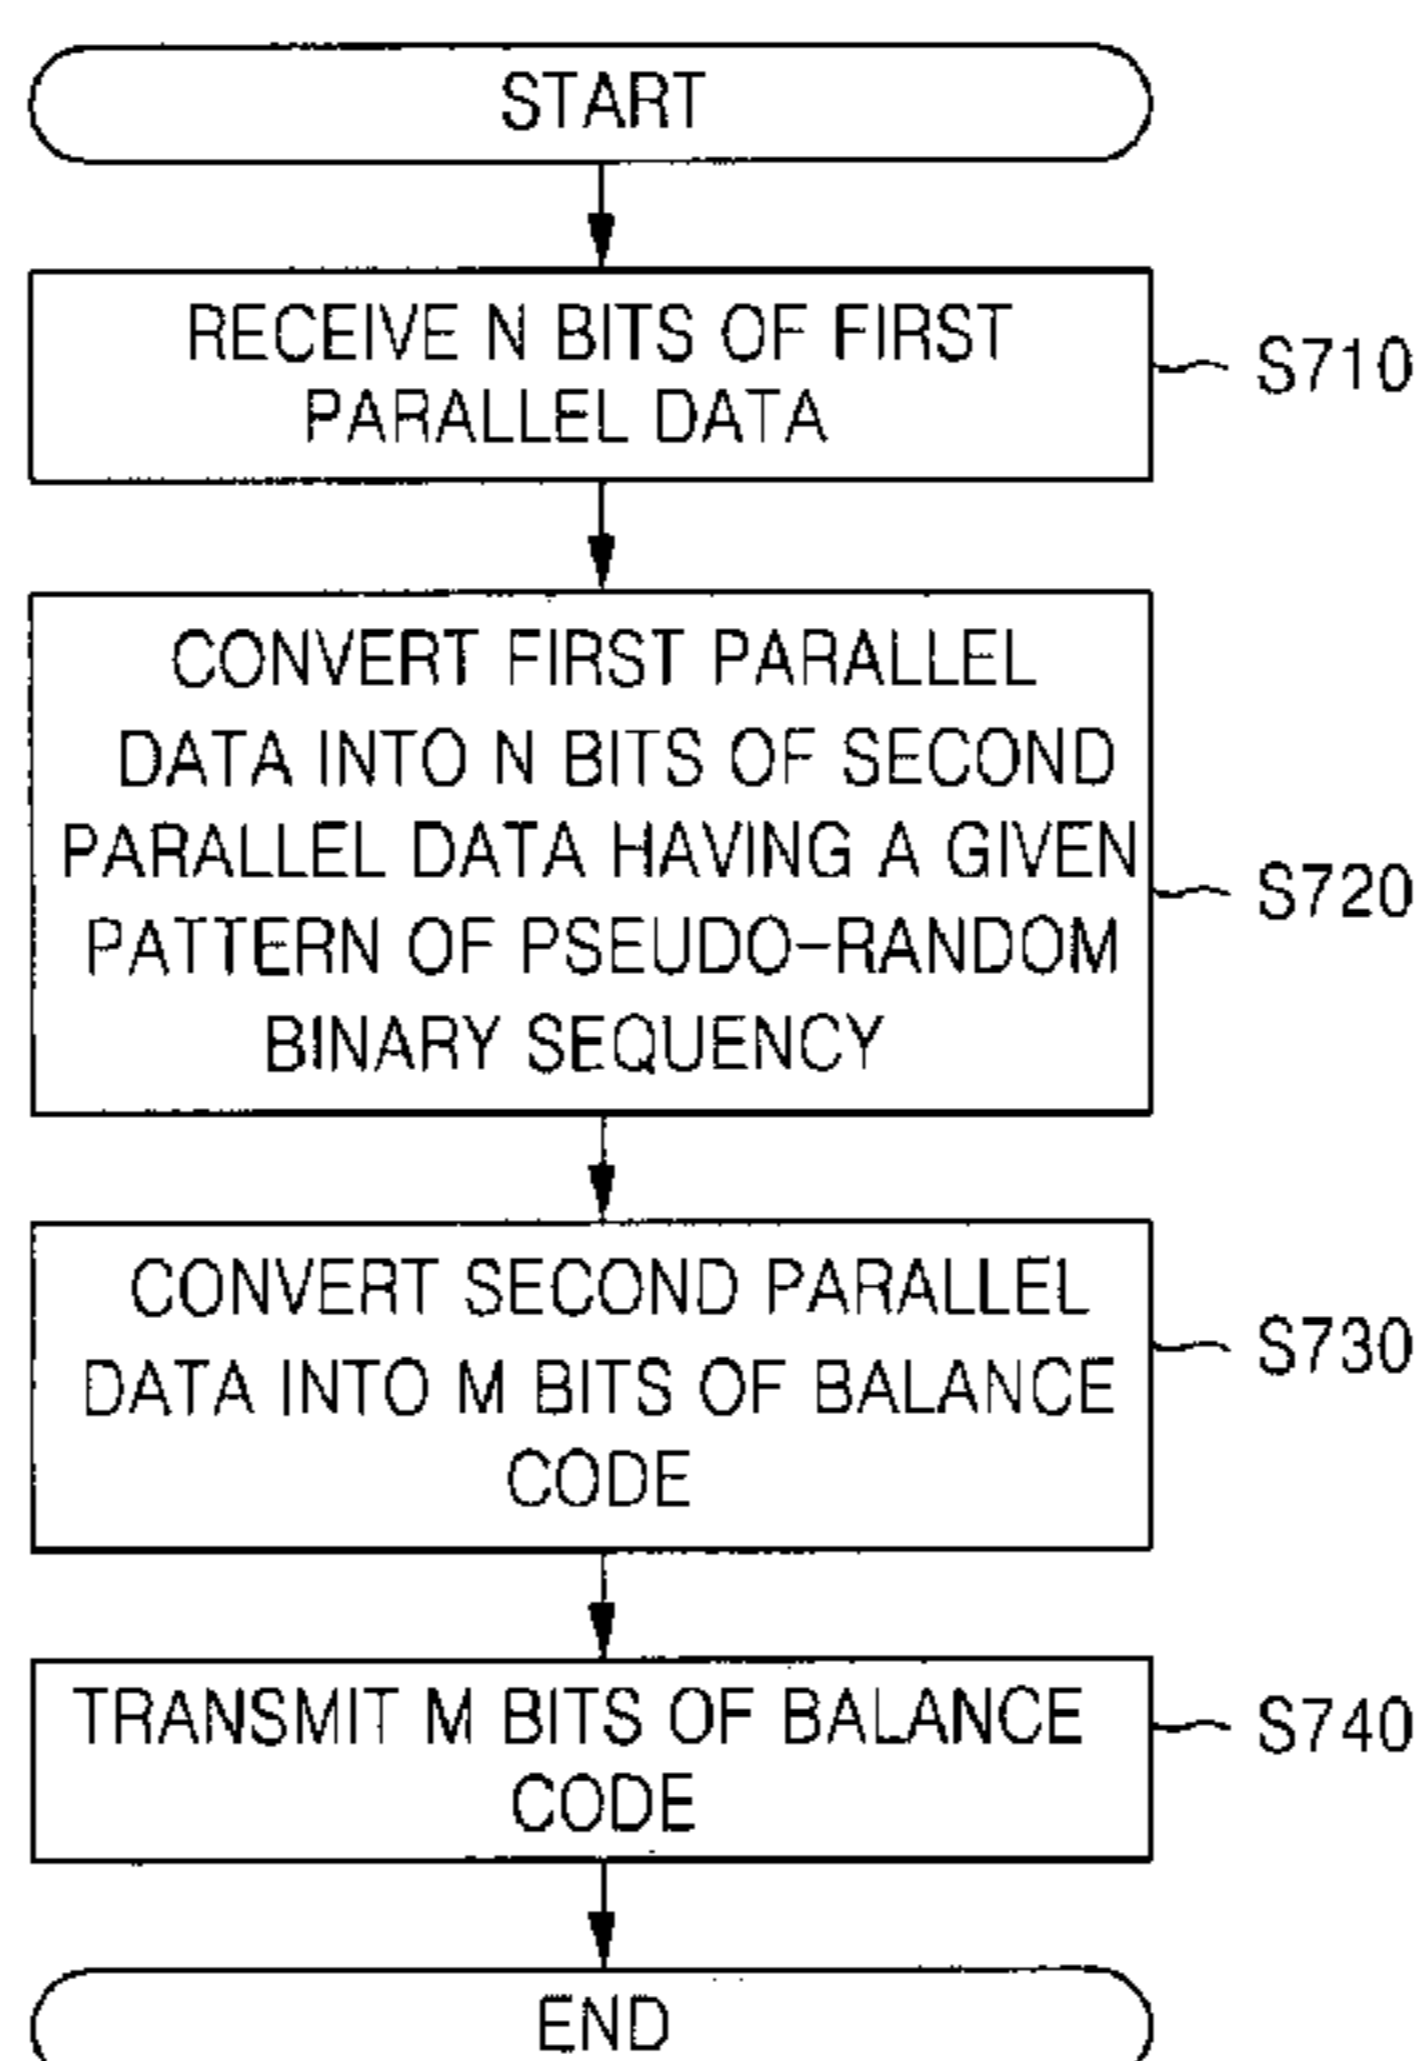 START
RECEIVE N BITS OF FIRST
PARALLEL DATA
S710
CONVERT FIRST PARALLEL
DATA INTO N BITS OF SECOND
PARALLEL DATA HAVING A GIVEN
PATTERN OF PSEUDO-RANDOM
BINARY SEQUENCY
S720
CONVERT SECOND PARALLEL
DATA INTO M BITS OF BALANCE
CODE
S730
TRANSMIT M BITS OF BALANCE
CODE
S740
END